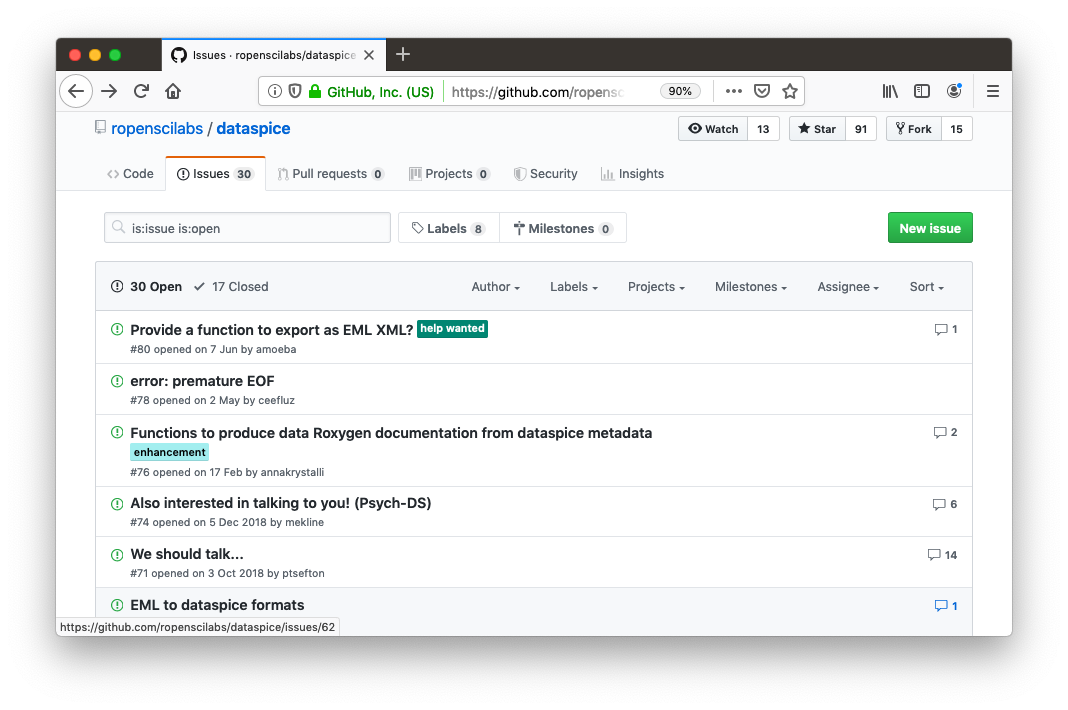 Issues · ropenscilabs/dataspice
GitHub, Inc. (US) https://github.com/ropensc 90%
ropenscilabs / dataspice
Watch 13 Star 91 Fork 15
Code Issues 30 Pull requests 0 Projects 0 Security Insights
is:issue is:open Labels 8 Milestones 0 New issue
30 Open 17 Closed Author Labels Projects Milestones Assignee Sort
Provide a function to export as EML XML? help wanted 1
#80 opened on 7 Jun by amoeba
error: premature EOF
#78 opened on 2 May by ceefluz
Functions to produce data Roxygen documentation from dataspice metadata 2
enhancement
#76 opened on 17 Feb by annakrystalli
Also interested in talking to you! (Psych-DS) 6
#74 opened on 5 Dec 2018 by mekline
We should talk... 14
#71 opened on 3 Oct 2018 by ptsefton
EML to dataspice formats 1
https://github.com/ropenscilabs/dataspice/issues/62